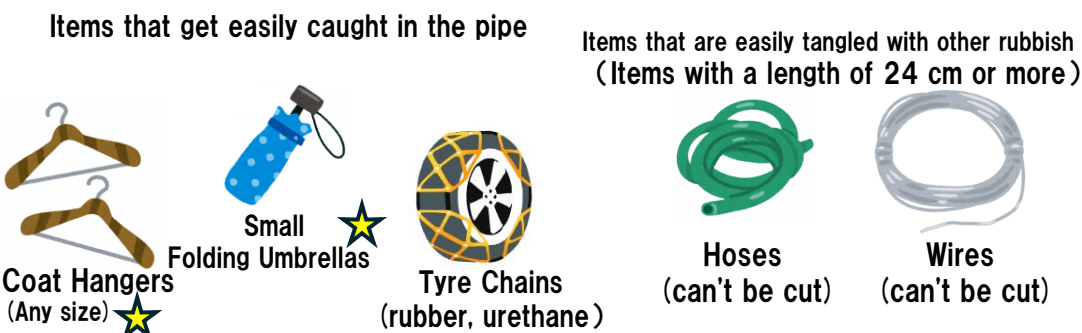 Items that get easily caught in the pipe
Items that are easily tangled with other rubbish
（Items with a length of 24 cm or more）
Coat Hangers
(Any size)
Small
Folding Umbrellas
Tyre Chains
(rubber, urethane）
Hoses
(can't be cut)
Wires
(can't be cut)